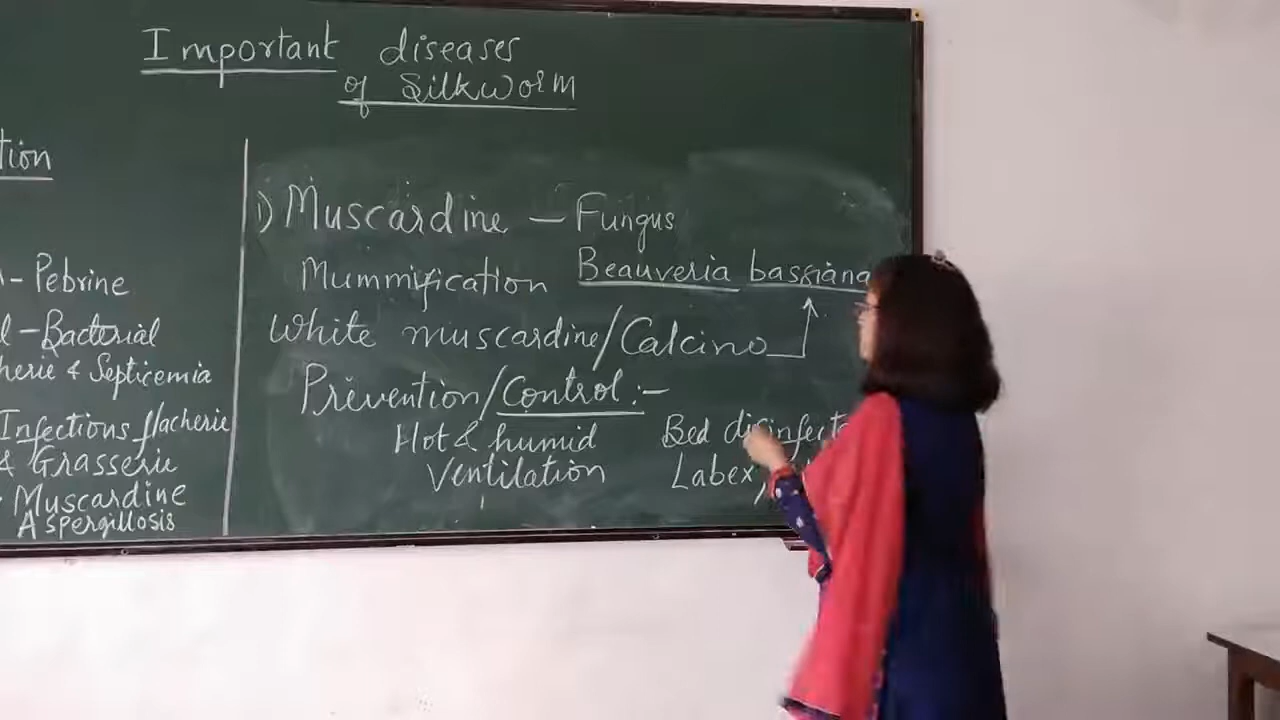 Important diseases
of Silkworm
tion
- Pebrine
l - Bacterial
herie & Septicemia
Infections flacherie
& Grasserie
Muscardine
Aspergillosis
1) Muscardine - Fungus
Mummification Beauveria bassiana
White muscardine/Calcino
Prevention/Control :-
Hot & humid
Ventilation
Bed disinfect
Labex,